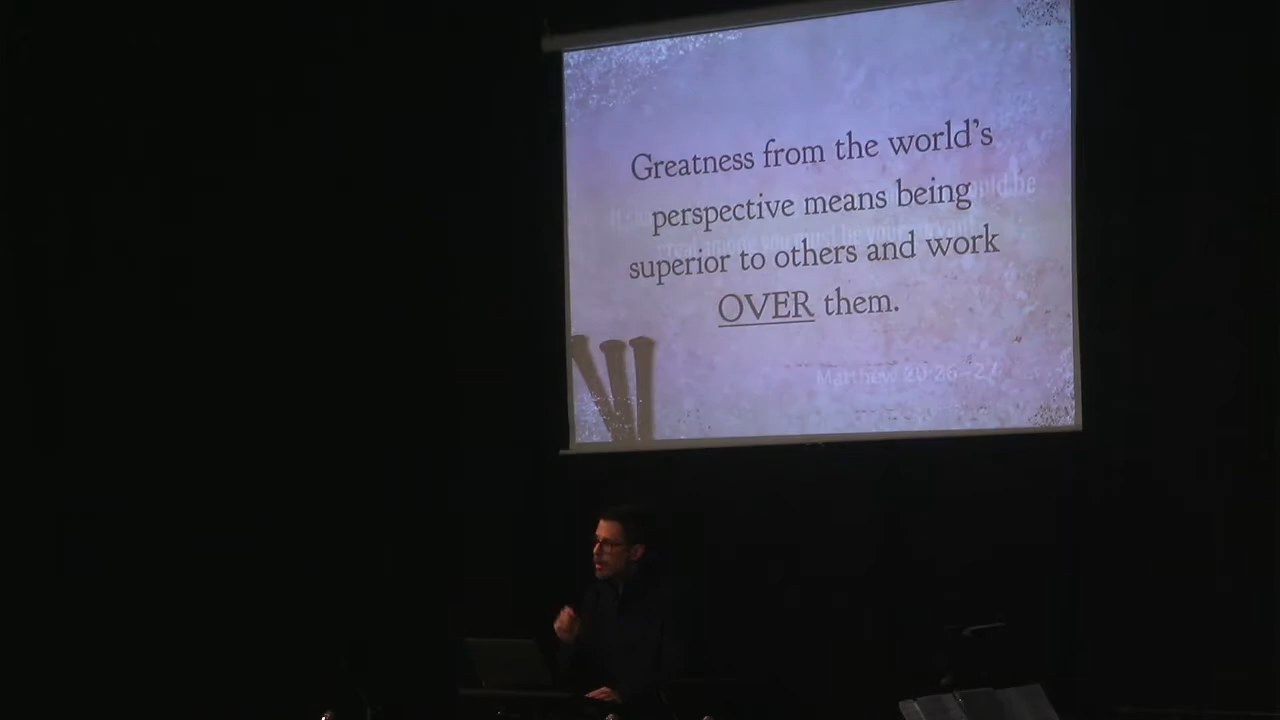 Greatness from the world's
perspective means being
superior to others and work
OVER them.
Matthew 20:26-27